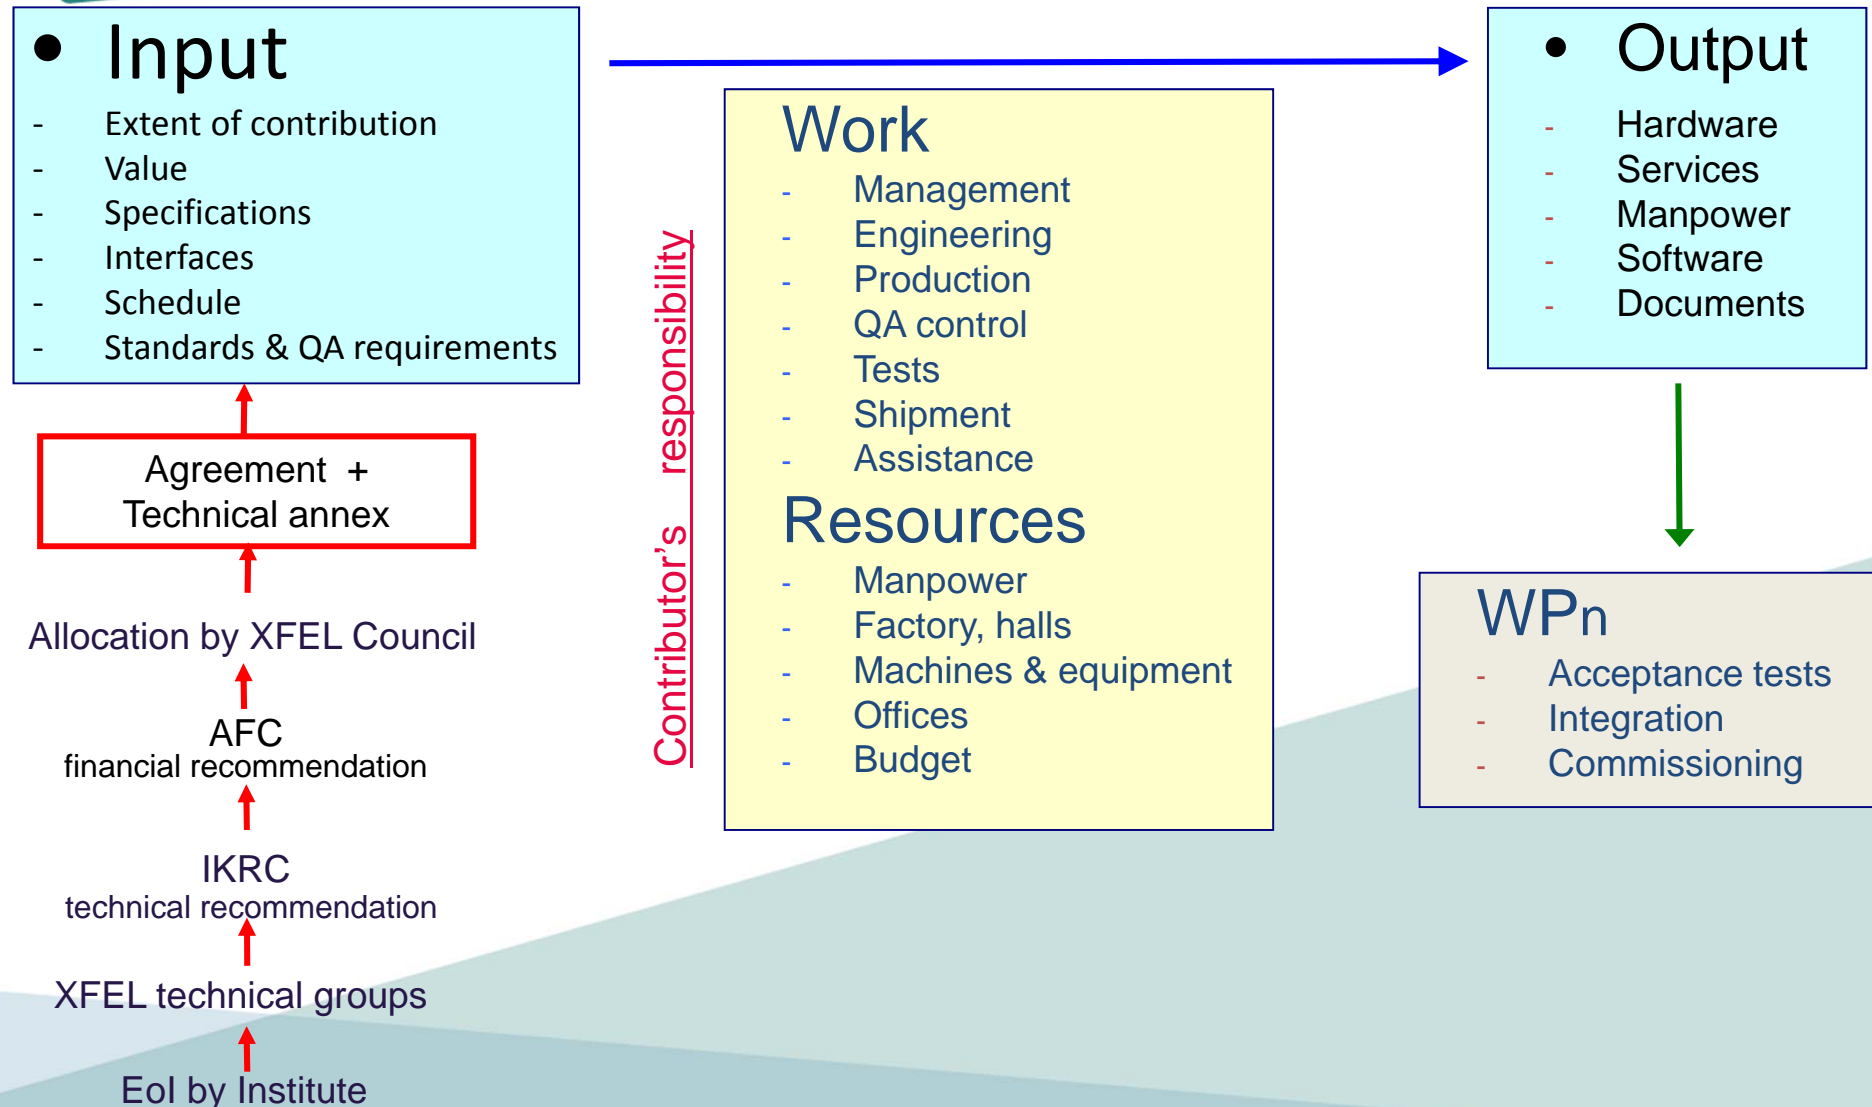 • Input
- Extent of contribution
- Value
- Specifications
- Interfaces
- Schedule
- Standards & QA requirements
Agreement +
Technical annex
Allocation by XFEL Council
AFC
financial recommendation
IKRC
technical recommendation
XFEL technical groups
EoI by Institute
Contributor's responsibility
Work
- Management
- Engineering
- Production
- QA control
- Tests
- Shipment
- Assistance
Resources
- Manpower
- Factory, halls
- Machines & equipment
- Offices
- Budget
• Output
- Hardware
- Services
- Manpower
- Software
- Documents
WPn
- Acceptance tests
- Integration
- Commissioning